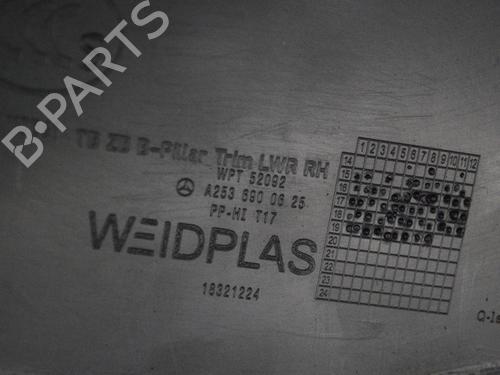 B-PARTS
TB ZB B-Pillar Trim LWR RH
WPT 52092
A253 690 06 25
PP-HI T17
WEIDPLAS
18321224
1 2 3 4 5 6 7 8 9 10 11 12
14
15
16
17
18
19
20
21
22
23
24